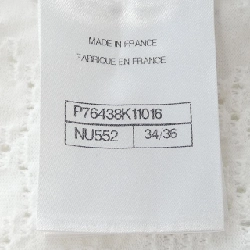 MADE IN FRANCE
FABRIQUE EN FRANCE
P76438K11016
NU552 34/36